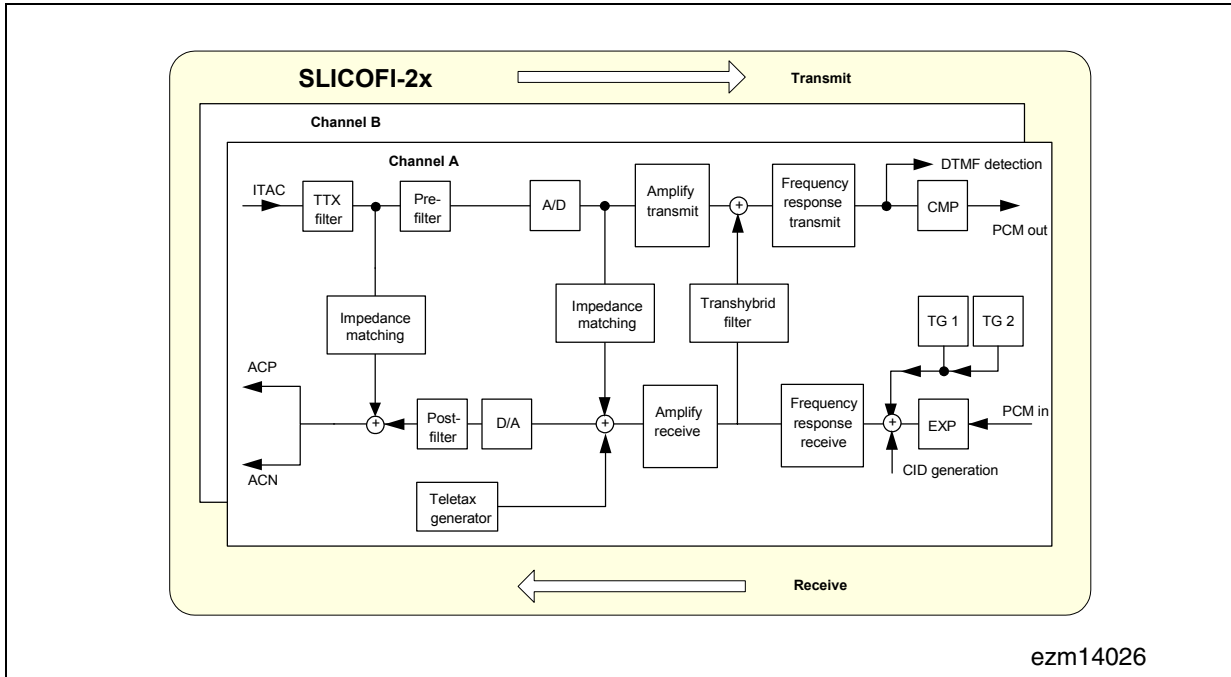 SLICOFI-2x
Transmit
Channel B
Channel A
ITAC
TTX
filter
Pre-
filter
A/D
Amplify
transmit
+
Frequency
response
transmit
DTMF detection
CMP
PCM out
Impedance
matching
Impedance
matching
Transhybrid
filter
TG 1
TG 2
ACP
ACN
+
Post-
filter
D/A
+
Amplify
receive
Frequency
response
receive
+
EXP
PCM in
CID generation
Teletax
generator
Receive
ezm14026